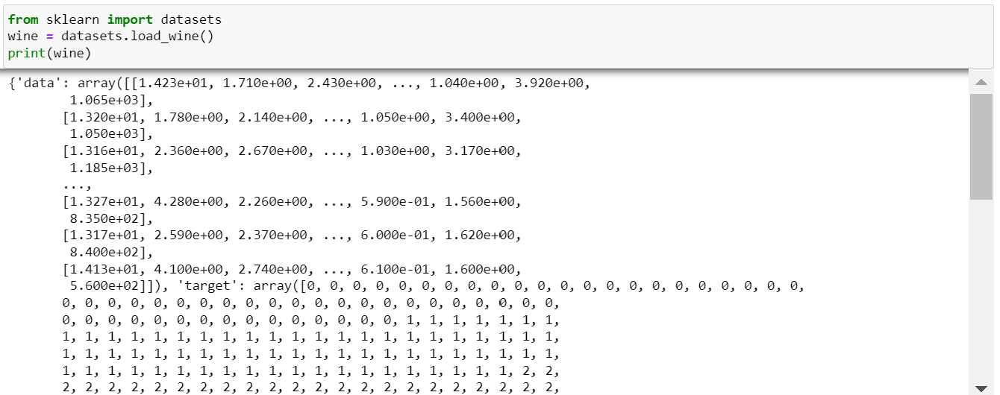 from sklearn import datasets
wine = datasets.load_wine()
print(wine)
{'data': array([[1.423e+01, 1.710e+00, 2.430e+00, ..., 1.040e+00, 3.920e+00,
1.065e+03],
[1.320e+01, 1.780e+00, 2.140e+00, ..., 1.050e+00, 3.400e+00,
1.050e+03],
[1.316e+01, 2.360e+00, 2.670e+00, ..., 1.030e+00, 3.170e+00,
1.185e+03],
...,
[1.327e+01, 4.280e+00, 2.260e+00, ..., 5.900e-01, 1.560e+00,
8.350e+02],
[1.317e+01, 2.590e+00, 2.370e+00, ..., 6.000e-01, 1.620e+00,
8.400e+02],
[1.413e+01, 4.100e+00, 2.740e+00, ..., 6.100e-01, 1.600e+00,
5.600e+02]]), 'target': array([0, 0, 0, 0, 0, 0, 0, 0, 0, 0, 0, 0, 0, 0, 0, 0, 0, 0, 0, 0, 0, 0,
0, 0, 0, 0, 0, 0, 0, 0, 0, 0, 0, 0, 0, 0, 0, 0, 0, 0, 0, 0, 0, 0,
0, 0, 0, 0, 0, 0, 0, 0, 0, 0, 0, 0, 0, 0, 0, 1, 1, 1, 1, 1, 1, 1,
1, 1, 1, 1, 1, 1, 1, 1, 1, 1, 1, 1, 1, 1, 1, 1, 1, 1, 1, 1, 1, 1,
1, 1, 1, 1, 1, 1, 1, 1, 1, 1, 1, 1, 1, 1, 1, 1, 1, 1, 1, 1, 1, 1,
1, 1, 1, 1, 1, 1, 1, 1, 1, 1, 1, 1, 1, 1, 1, 1, 1, 1, 1, 1, 2, 2,
2, 2, 2, 2, 2, 2, 2, 2, 2, 2, 2, 2, 2, 2, 2, 2, 2, 2, 2, 2, 2, 2,